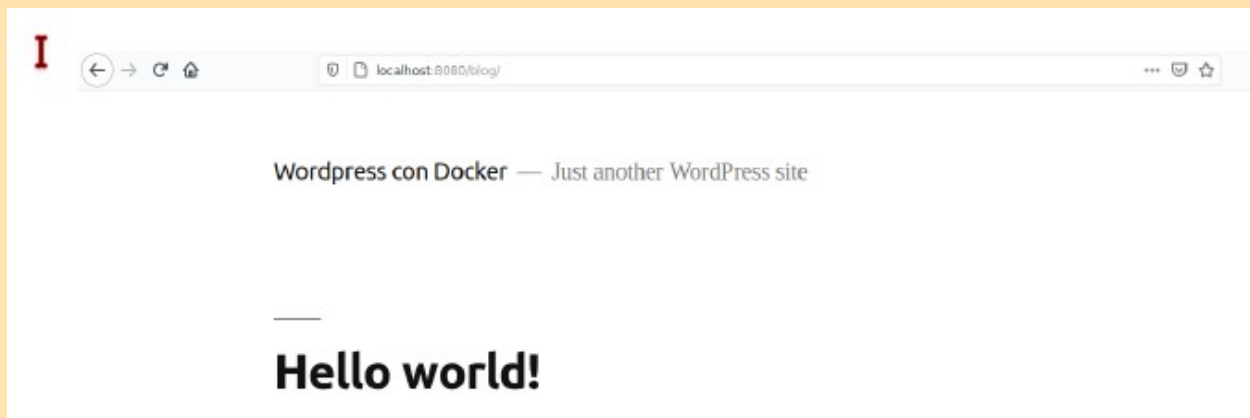 I
localhost:8080/blog/
Wordpress con Docker — Just another WordPress site
Hello world!